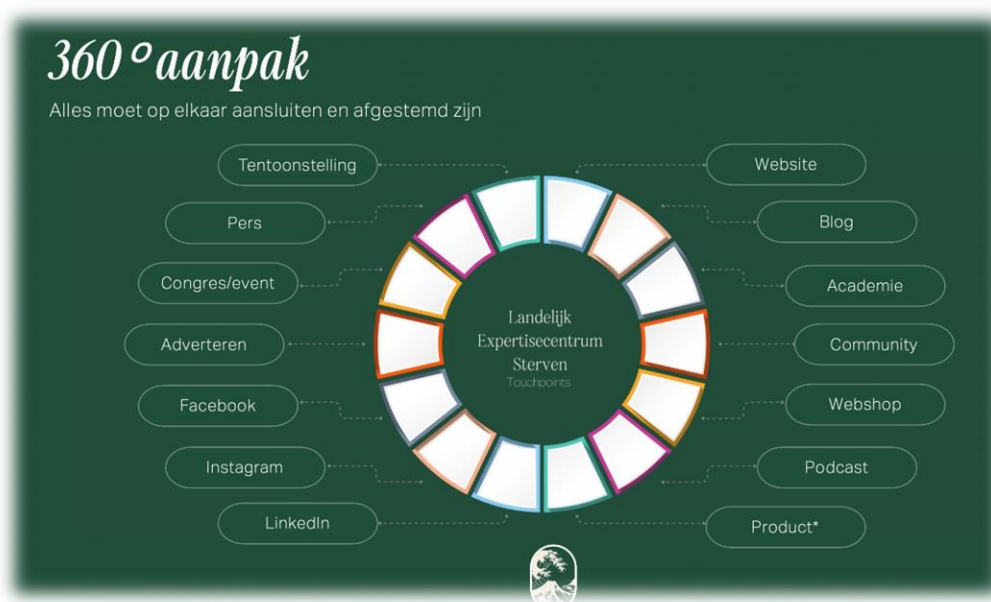 360° aanpak
Alles moet op elkaar aansluiten en afgestemd zijn
Tentoonstelling
Website
Pers
Blog
Congres/event
Academie
Landelijk
Expertisecentrum
Sterven
Touchpoints
Adverteren
Community
Facebook
Webshop
Instagram
Podcast
LinkedIn
Product*